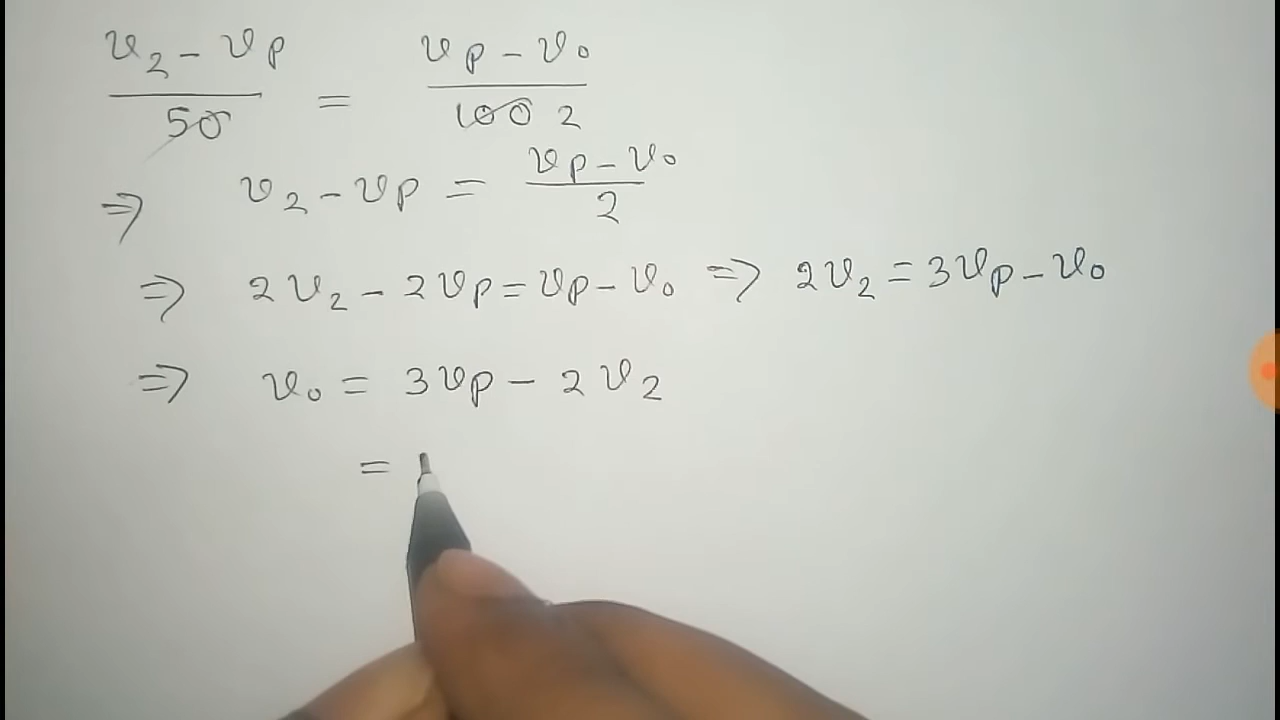 v₂ - vp / 50 = vp - v₀ / 100 2
⇒ v₂ - vp = vp - v₀ / 2
⇒ 2v₂ - 2vp = vp - v₀ ⇒ 2v₂ = 3vp - v₀
⇒ v₀ = 3vp - 2v₂
=